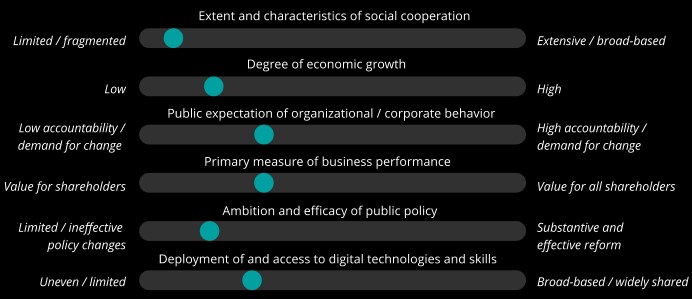 Extent and characteristics of social cooperation
Limited / fragmented
Extensive / broad-based
Degree of economic growth
Low
High
Public expectation of organizational / corporate behavior
Low accountability /
demand for change
High accountability /
demand for change
Primary measure of business performance
Value for shareholders
Value for all shareholders
Ambition and efficacy of public policy
Limited / ineffective
policy changes
Substantive and
effective reform
Deployment of and access to digital technologies and skills
Uneven / limited
Broad-based / widely shared